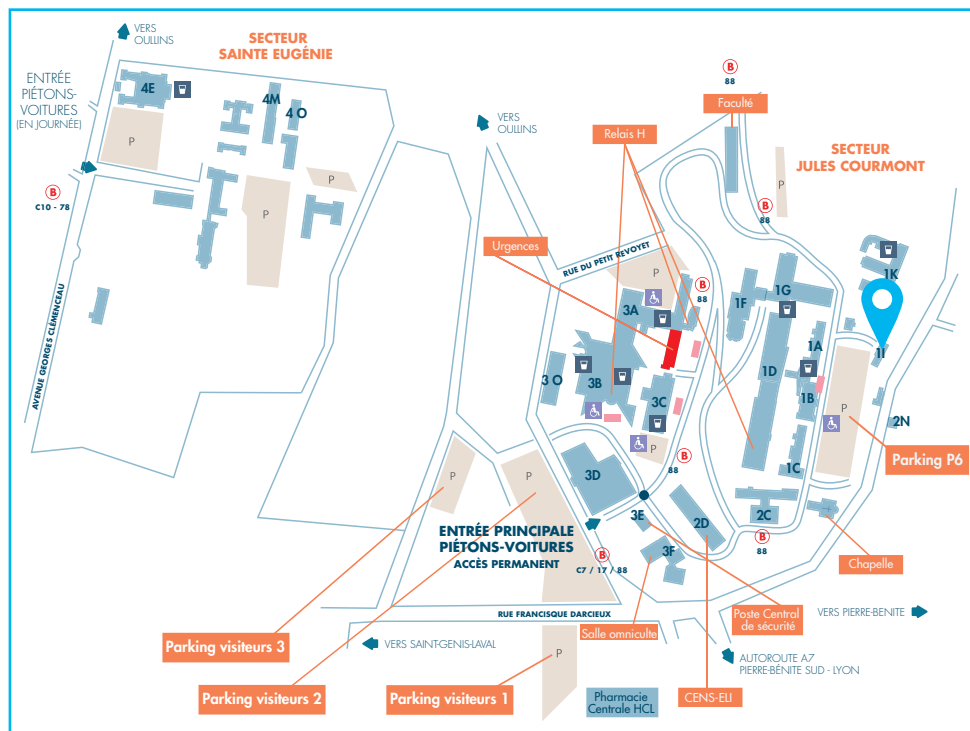 VERS
OULLINS
SECTEUR
SAINTE EUGÉNIE
ENTRÉE
PIÉTONS-
VOITURES
(EN JOURNÉE)
4E
4M
4 O
P
P
P
B
C10 - 78
AVENUE GEORGES CLÉMENCEAU
VERS
OULLINS
B
88
Faculté
Relais H
SECTEUR
JULES COURMONT
P
B
88
Urgences
RUE DU PETIT REVOYET
P
B
88
1K
1G
1F
3A
1A
1I
1D
3 O
3B
3C
1B
P
2N
P
Parking P6
B
88
1C
P
P
3D
3E
2D
2C
ENTRÉE PRINCIPALE
PIÉTONS-VOITURES
ACCÈS PERMANENT
B
C7 / 17 / 88
3F
B
88
Chapelle
RUE FRANCISQUE DARCIEUX
Poste Central
de sécurité
VERS PIERRE-BENITE
Salle omniculte
Parking visiteurs 3
VERS SAINT-GENIS-LAVAL
P
AUTOROUTE A7
PIERRE-BÉNITE SUD - LYON
Parking visiteurs 2
Parking visiteurs 1
Pharmacie
Centrale HCL
CENS-ELI